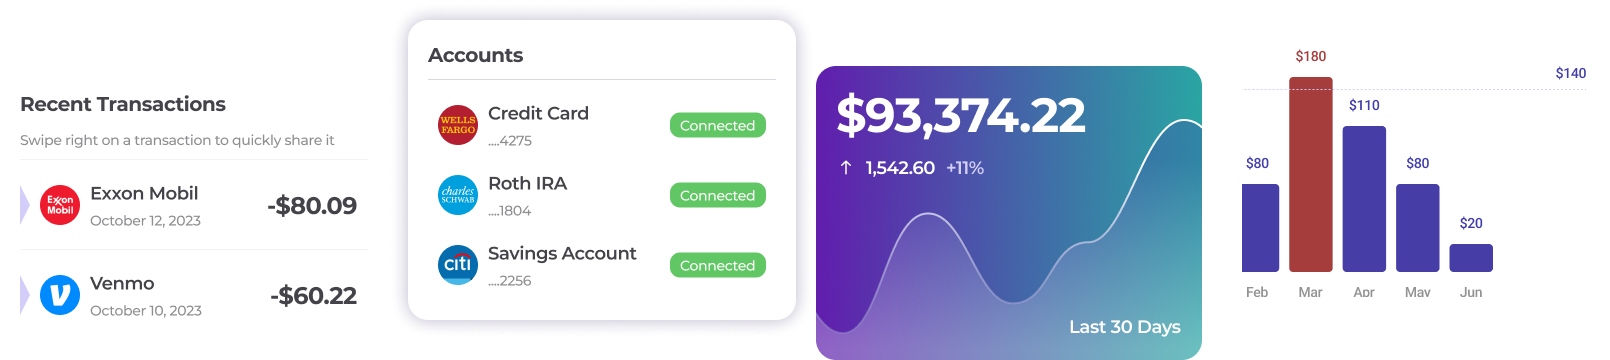 Recent Transactions
Swipe right on a transaction to quickly share it
Exxon Mobil
Exxon Mobil
October 12, 2023
-$80.09
Venmo
October 10, 2023
-$60.22
Accounts
WELLS FARGO
Credit Card
....4275
Connected
charles SCHWAB
Roth IRA
....1804
Connected
citi
Savings Account
....2256
Connected
$93,374.22
↑ 1,542.60 +11%
Last 30 Days
$180
$140
$110
$80
$80
$20
Feb Mar Apr May Jun